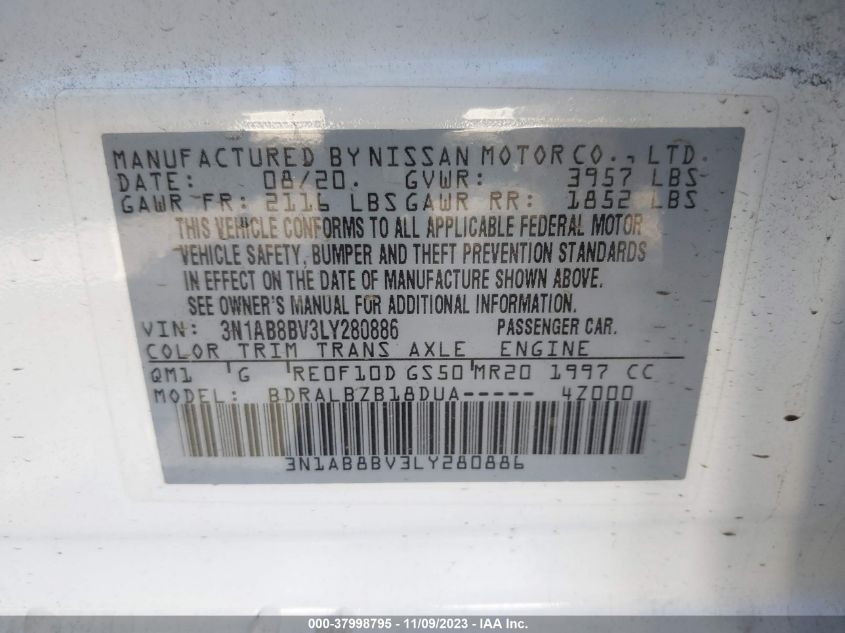 MANUFACTURED BY NISSAN MOTOR CO., LTD.
DATE: 08/20. GVWR: 3957 LBS
GAWR FR: 2116 LBS GAWR RR: 1852 LBS
THIS VEHICLE CONFORMS TO ALL APPLICABLE FEDERAL MOTOR
VEHICLE SAFETY, BUMPER AND THEFT PREVENTION STANDARDS
IN EFFECT ON THE DATE OF MANUFACTURE SHOWN ABOVE.
SEE OWNER'S MANUAL FOR ADDITIONAL INFORMATION.
VIN: 3N1AB8BV3LY280886 PASSENGER CAR.
COLOR TRIM TRANS AXLE ENGINE
QM1 'G 'RE0F10D GS50'MR20 1997 CC
MODEL: BDRALBZB18DUA----- 4Z000
3N1AB8BV3LY280886
000-37998795 - 11/09/2023 - IAA Inc.